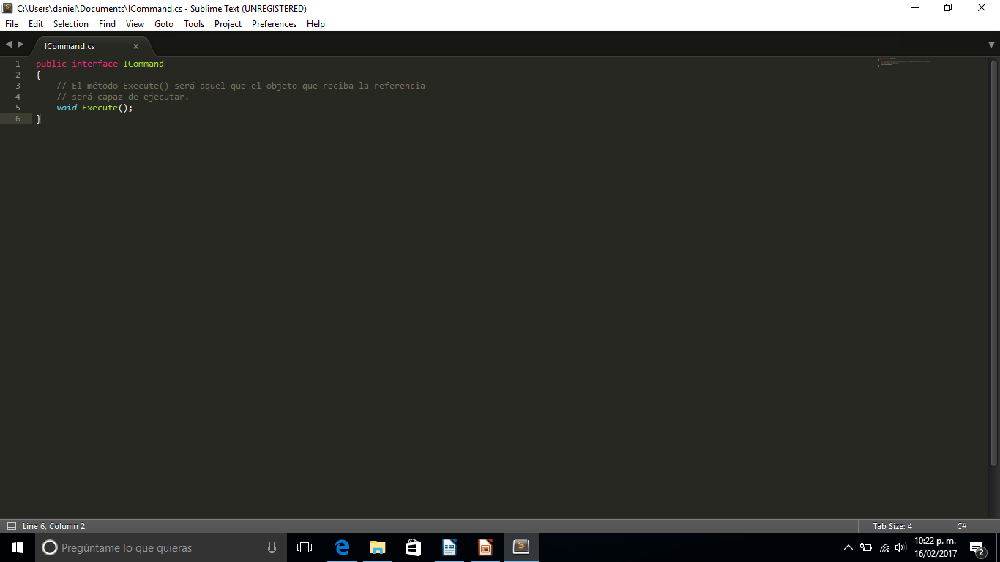 C:\Users\daniel\Documents\ICommand.cs - Sublime Text (UNREGISTERED)
File Edit Selection Find View Goto Tools Project Preferences Help
ICommand.cs ×
1 public interface ICommand
2 {
3 // El método Execute() será aquel que el objeto que reciba la referencia
4 // será capaz de ejecutar.
5 void Execute();
6 }
Line 6, Column 2 Tab Size: 4 C#
Pregúntame lo que quieras
10:22 p. m.
16/02/2017
2